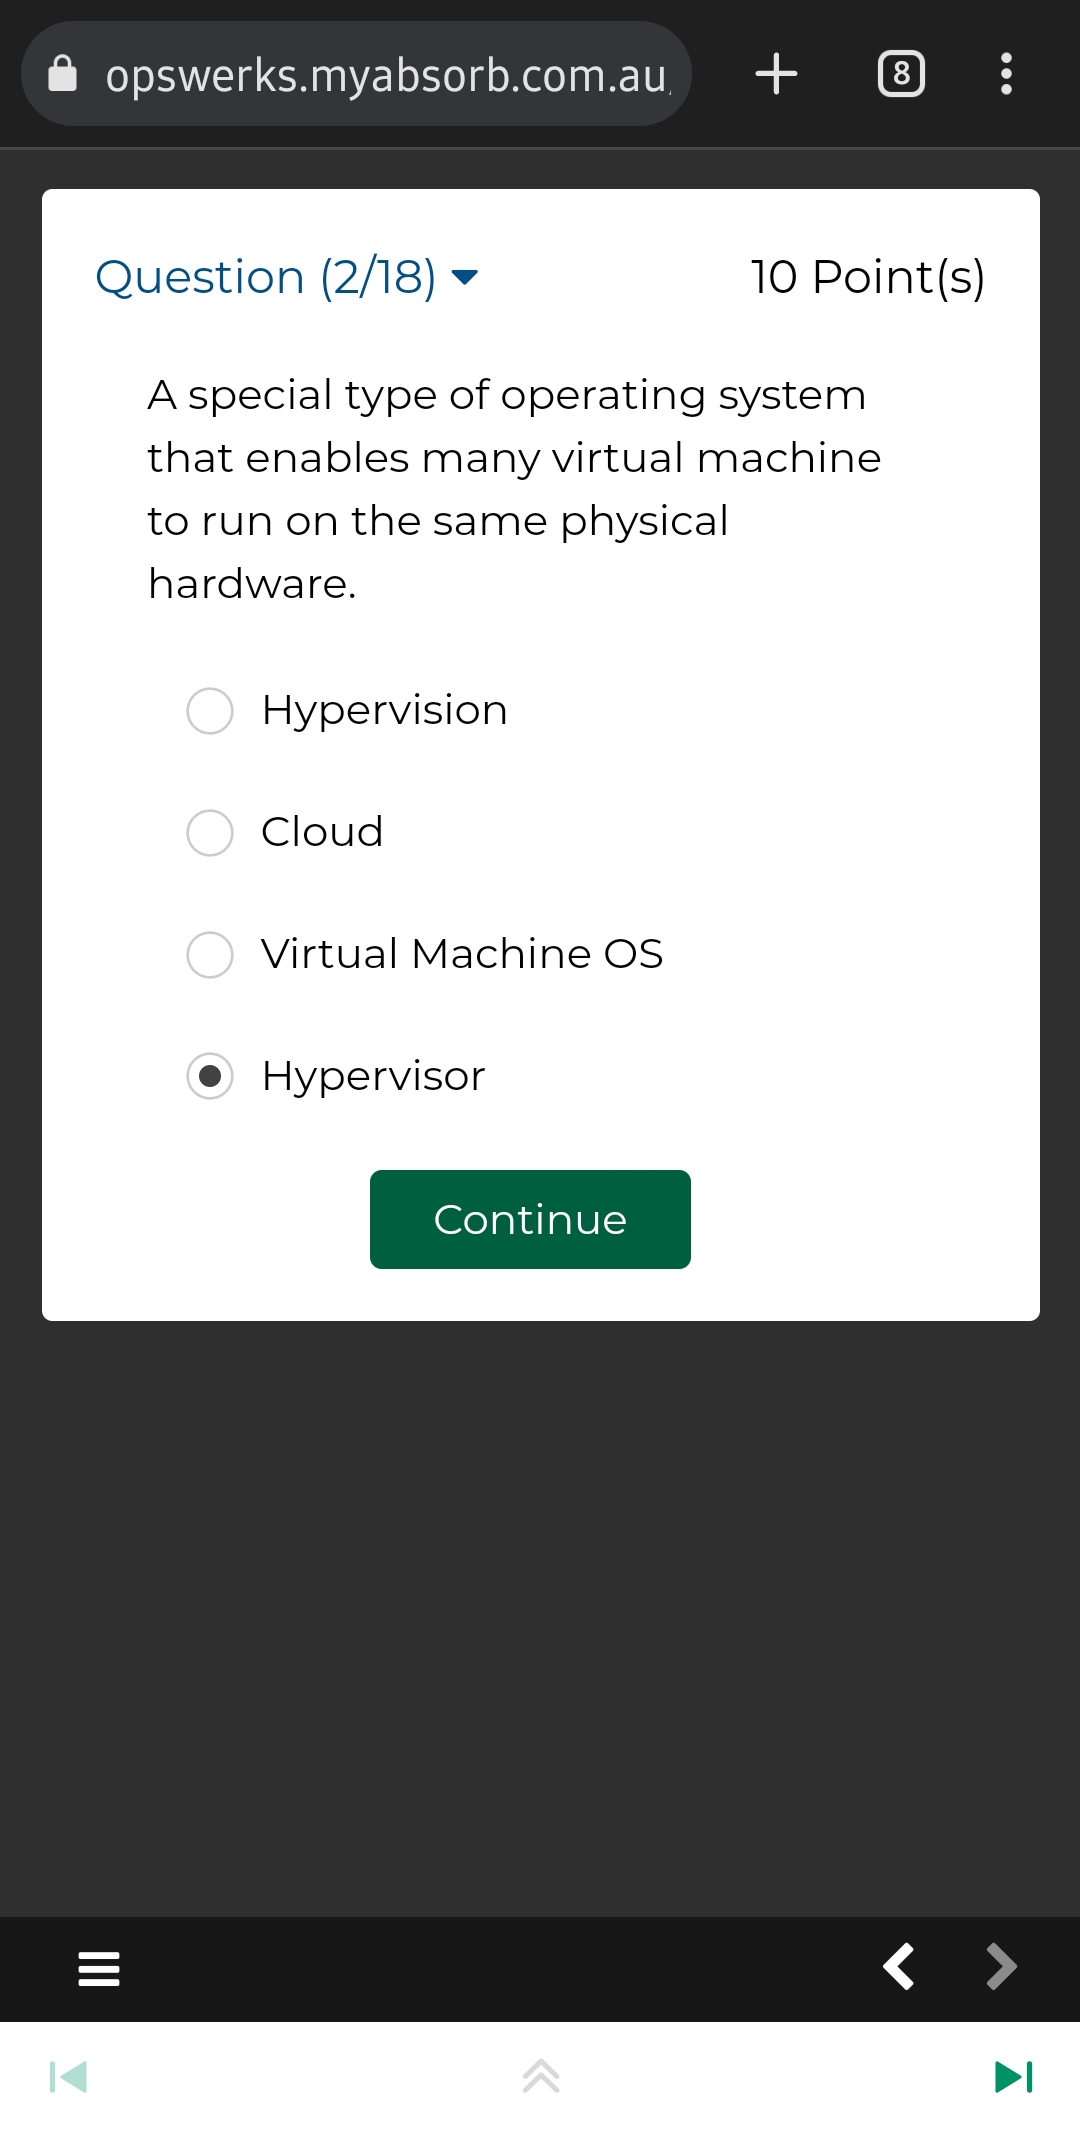 opswerks.myabsorb.com.au
8
Question (2/18)
10 Point(s)
A special type of operating system
that enables many virtual machine
to run on the same physical
hardware.
Hypervision
Cloud
Virtual Machine OS
Hypervisor
Continue